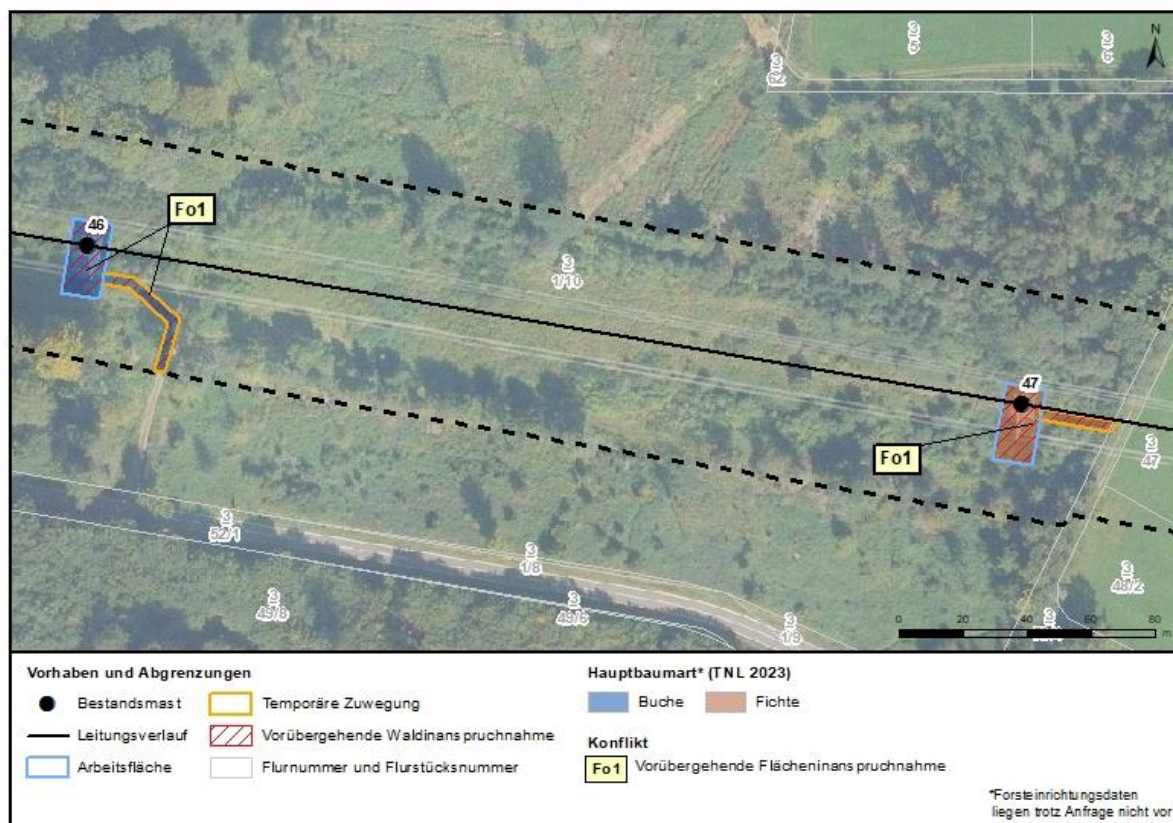 N
3
5
3
6
3
1/10
46
Fo1
47
Fo1
3
47
3
52/1
3
1/8
3
49/8
3
49/6
3
1/9
3
48/2
3
0 20 40 60 80 m
Vorhaben und Abgrenzungen
Bestandsmast
Leitungsverlauf
Arbeitsfläche
Temporäre Zuwegung
Vorübergehende Waldinanspruchnahme
Flurnummer und Flurstücksnummer
Hauptbaumart* (TNL 2023)
Buche Fichte
Konflikt
Fo1 Vorübergehende Flächeninanspruchnahme
*Forsteinrichtungsdaten
liegen trotz Anfrage nicht vor